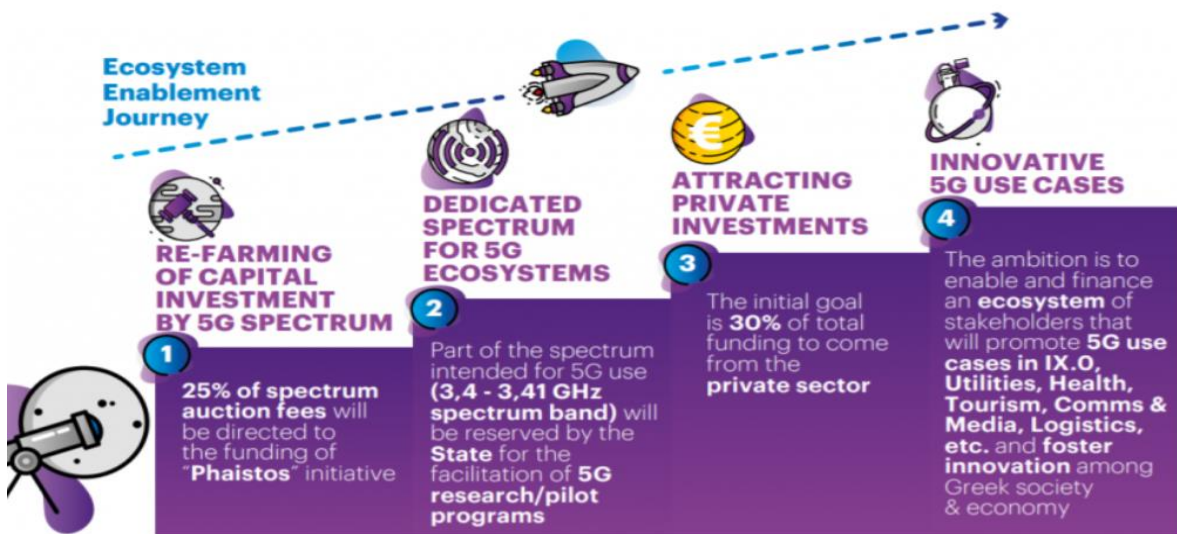 Ecosystem
Enablement
Journey
RE-FARMING
OF CAPITAL
INVESTMENT
BY 5G SPECTRUM
1
25% of spectrum
auction fees will
be directed to
the funding of
“Phaistos” initiative
DEDICATED
SPECTRUM
FOR 5G
ECOSYSTEMS
2
Part of the spectrum
intended for 5G use
(3,4 - 3,41 GHz
spectrum band) will
be reserved by the
State for the
facilitation of 5G
research/pilot
programs
€
ATTRACTING
PRIVATE
INVESTMENTS
3
The initial goal
is 30% of total
funding to come
from the
private sector
INNOVATIVE
5G USE CASES
4
The ambition is to
enable and finance
an ecosystem of
stakeholders that
will promote 5G use
cases in IX.0,
Utilities, Health,
Tourism, Comms &
Media, Logistics,
etc. and foster
innovation among
Greek society
& economy